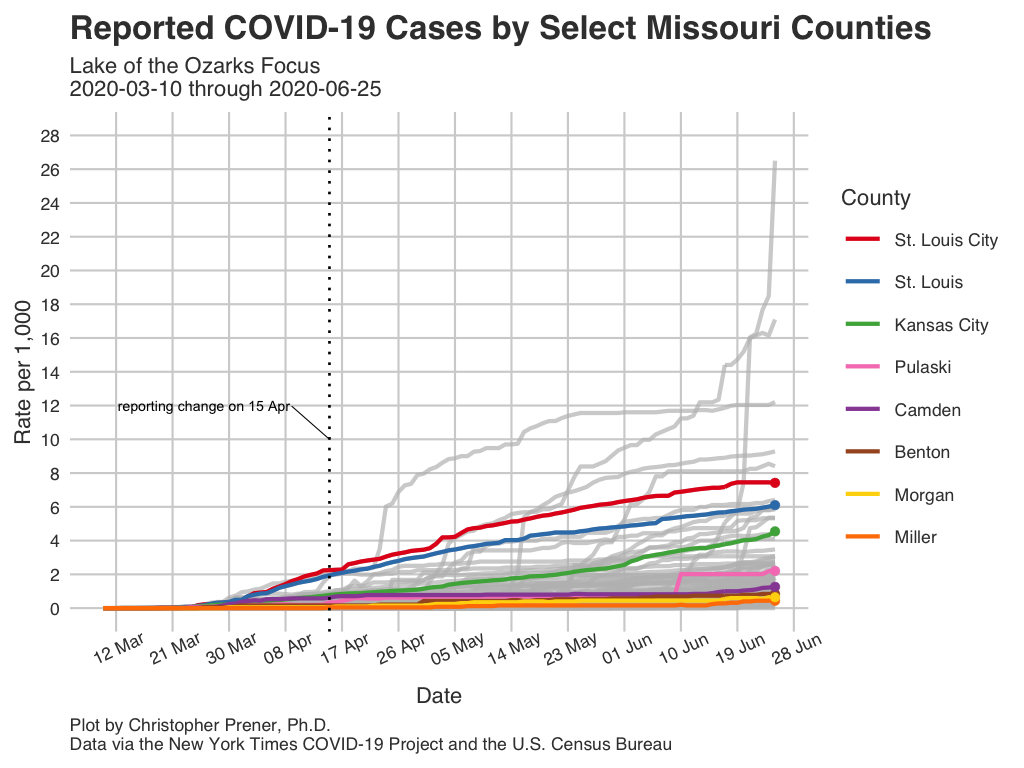 Reported COVID-19 Cases by Select Missouri Counties
Lake of the Ozarks Focus
2020-03-10 through 2020-06-25
28
26
24
22
20
18
16
14
12
10
8
6
4
2
0
Rate per 1,000
reporting change on 15 Apr
12 Mar
21 Mar
30 Mar
08 Apr
17 Apr
26 Apr
05 May
14 May
23 May
01 Jun
10 Jun
19 Jun
28 Jun
Date
County
St. Louis City
St. Louis
Kansas City
Pulaski
Camden
Benton
Morgan
Miller
Plot by Christopher Prener, Ph.D.
Data via the New York Times COVID-19 Project and the U.S. Census Bureau